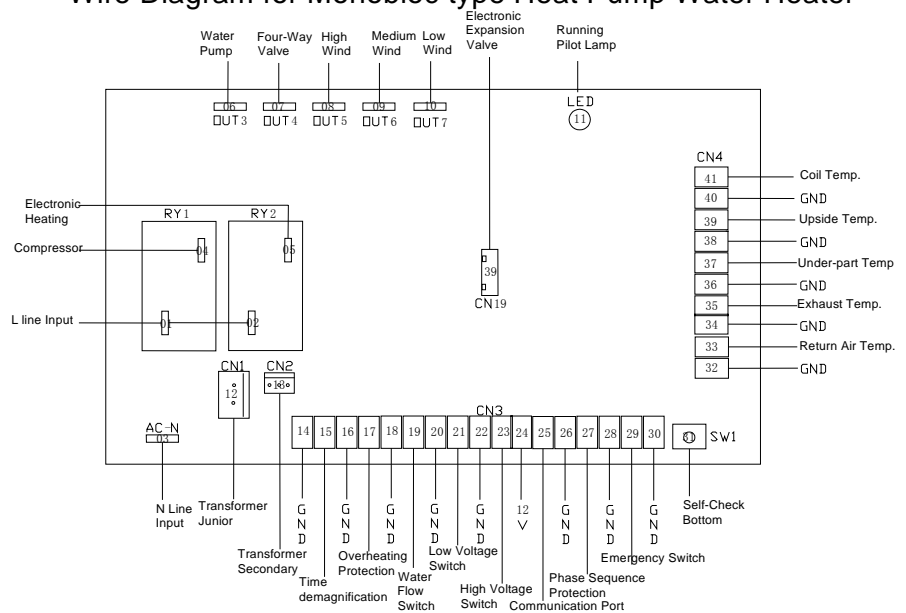 Wire Diagram for Monobloc type Heat Pump Water Heater
Water Pump
Four-Way Valve
High Wind
Medium Wind
Low Wind
Electronic Expansion Valve
Running Pilot Lamp
06
07
08
09
10
OUT3
OUT4
OUT5
OUT6
OUT7
LED
11
CN4
41 Coil Temp.
40 GND
39 Upside Temp.
38 GND
37 Under-part Temp
36 GND
35 Exhaust Temp.
34 GND
33 Return Air Temp.
32 GND
Electronic Heating
Compressor
L line Input
RY1
RY2
04
05
01
02
39
CN19
CN1
12
CN2
13
AC-N
03
CN3
14
15
16
17
18
19
20
21
22
23
24
25
26
27
28
29
30
31
SW1
N Line Input
Transformer Junior
Transformer Secondary
GND
Time demagnification
GND
Overheating Protection
GND
Water Flow Switch
GND
Low Voltage Switch
GND
High Voltage Switch
12V
Communication Port
GND
Phase Sequence Protection
GND
Emergency Switch
GND
Self-Check Bottom